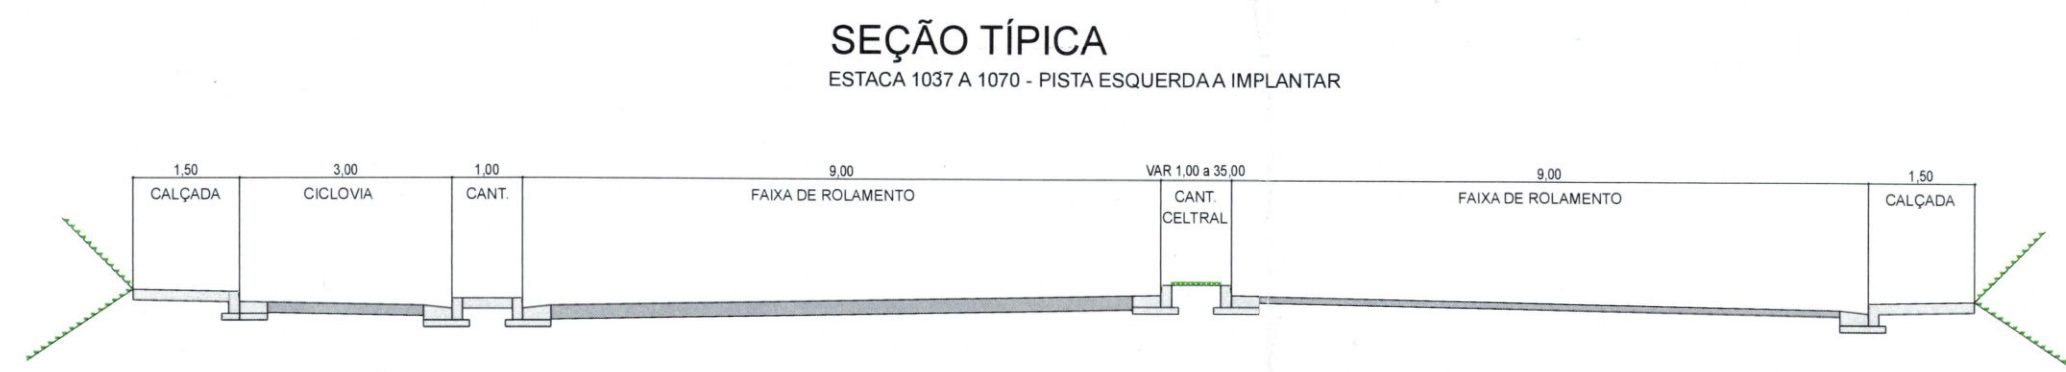 SEÇÃO TÍPICA
ESTACA 1037 A 1070 - PISTA ESQUERDA A IMPLANTAR
1,50
3,00
1,00
9,00
VAR 1,00 a 35,00
9,00
1,50
CALÇADA
CICLOVIA
CANT.
FAIXA DE ROLAMENTO
CANT.
CELTRAL
FAIXA DE ROLAMENTO
CALÇADA